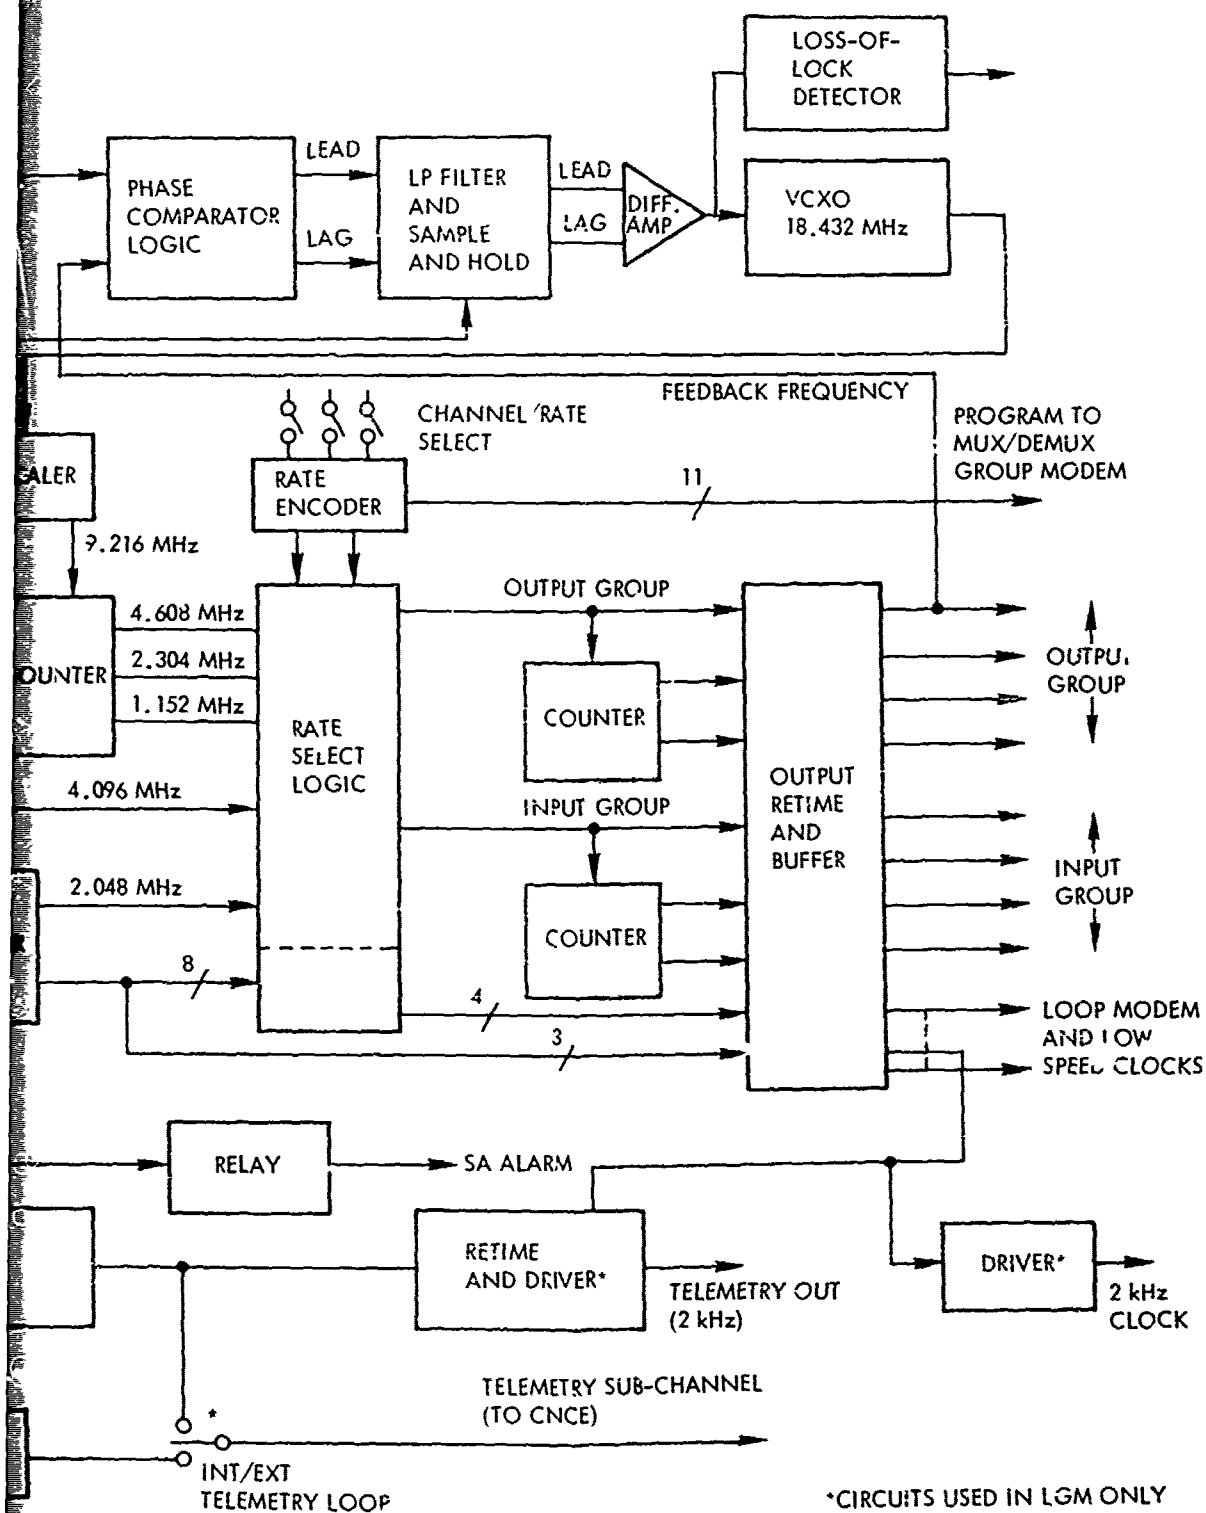 LOSS-OF-
LOCK
DETECTOR
PHASE
COMPARATOR
LOGIC
LEAD
LAG
LP FILTER
AND
SAMPLE
AND HOLD
LEAD
LAG
DIFF.
AMP
VCXO
18.432 MHz
FEEDBACK FREQUENCY
CHANNEL RATE
SELECT
PROGRAM TO
MUX/DEMUX
GROUP MODEM
RATE
ENCODER
11
ALER
9.216 MHz
OUNTER
4.608 MHz
2.304 MHz
1.152 MHz
4.096 MHz
2.048 MHz
8
RATE
SELECT
LOGIC
OUTPUT GROUP
COUNTER
INPUT GROUP
COUNTER
4
3
OUTPUT
RETIME
AND
BUFFER
OUTPUT
GROUP
INPUT
GROUP
LOOP MODEM
AND LOW
SPEED CLOCKS
RELAY
SA ALARM
RETIME
AND DRIVER*
TELEMETRY OUT
(2 kHz)
DRIVER*
2 kHz
CLOCK
TELEMETRY SUB-CHANNEL
(TO CNCE)
*
INT/EXT
TELEMETRY LOOP
*CIRCUITS USED IN LGM ONLY